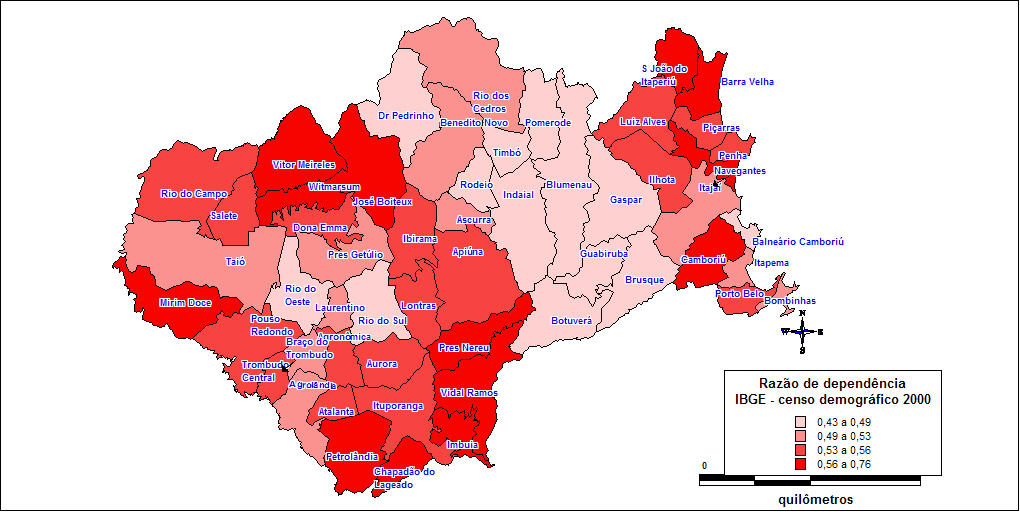 S João do
Itaperiú
Barra Velha
Rio dos
Cedros
Dr Pedrinho
Benedito Novo
Pomerode
Luiz Alves
Piçarras
Timbó
Penha
Vitor Meireles
Navegantes
Rodeio
Indaial
Blumenau
Ilhota
Itajaí
Witmarsum
Rio do Campo
José Boiteux
Gaspar
Salete
Ascurra
Dona Emma
Ibirama
Balneário Camboriú
Pres Getúlio
Apiúna
Guabiruba
Taió
Camboriú
Itapema
Brusque
Rio do
Oeste
Mirim Doce
Laurentino
Lontras
Porto Belo
Bombinhas
Pouso
Redondo
Rio do Sul
Botuverá
N
W E
S
Agronômica
Braço do
Trombudo
Pres Nereu
Trombudo
Central
Aurora
Agrolândia
Vidal Ramos
Atalanta
Ituporanga
Imbuia
Petrolândia
Chapadão do
Lageado
Razão de dependência
IBGE - censo demográfico 2000
0,43 a 0,49
0,49 a 0,53
0,53 a 0,56
0,56 a 0,76
0
quilômetros